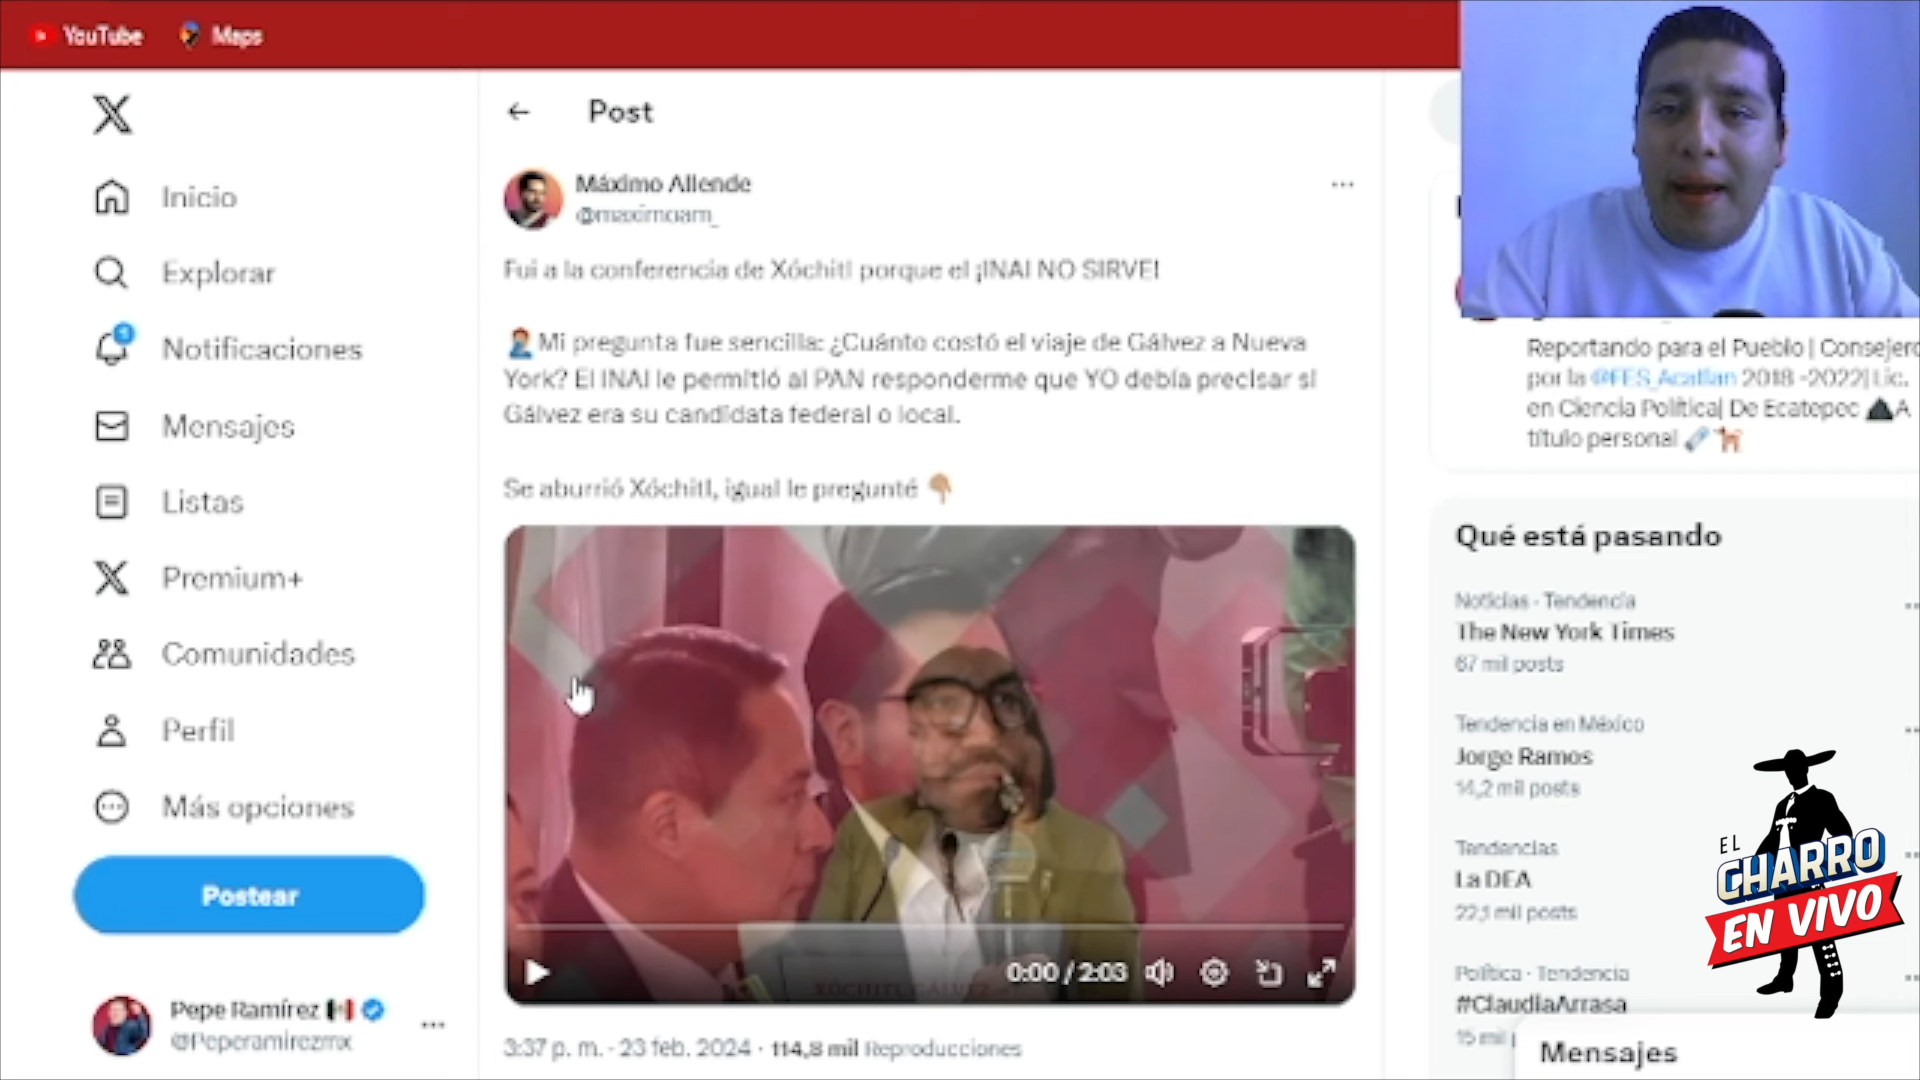 YouTube
Maps
Post
Máximo Allende
@maximoam_
Fui a la conferencia de Xóchitl porque el ¡INAI NO SIRVE!
Mi pregunta fue sencilla: ¿Cuánto costó el viaje de Gálvez a Nueva
York? El INAI le permitió al PAN responderme que YO debía precisar si
Gálvez era su candidata federal o local.
Se aburrió Xóchitl, igual le pregunté
0:00 / 2:03
XÓCHITL GÁLVEZ
3:37 p. m. · 23 feb. 2024 · 114,8 mil Reproducciones
Inicio
Explorar
Notificaciones
Mensajes
Listas
Premium+
Comunidades
Perfil
Más opciones
Postear
Pepe Ramírez
@Peperamirezmx
Reportando para el Pueblo | Consejero
por la @FES_Acatlan 2018 -2022| Lic.
en Ciencia Política| De Ecatepec A
título personal
Qué está pasando
Noticias · Tendencia
The New York Times
67 mil posts
Tendencia en México
Jorge Ramos
14,2 mil posts
Tendencias
La DEA
22,1 mil posts
Política · Tendencia
#ClaudiaArrasa
15 mil
Mensajes
EL
CHARRO
EN VIVO